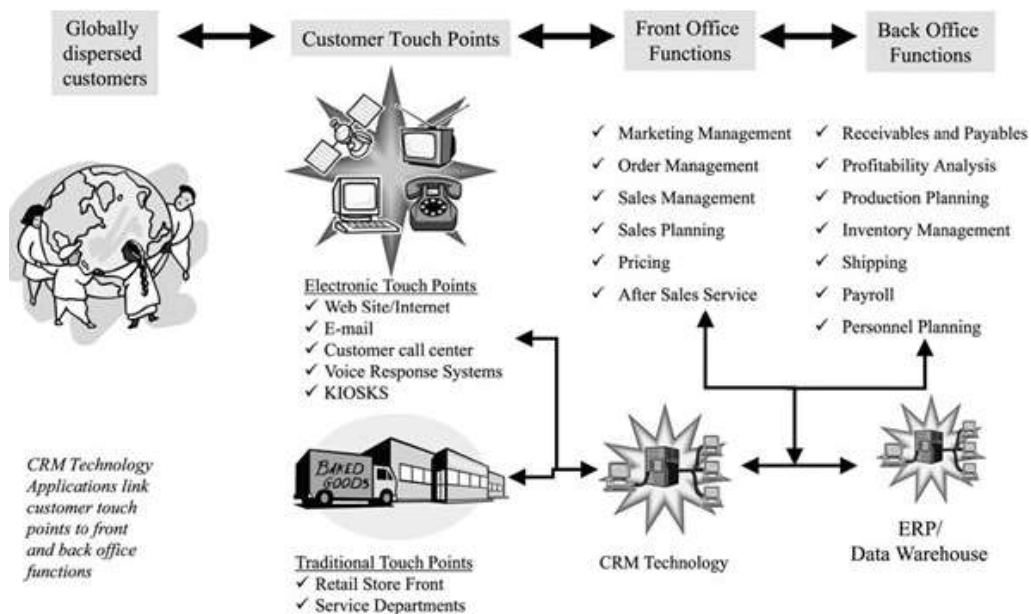 Globally
dispersed
customers
Customer Touch Points
Front Office
Functions
Back Office
Functions
✓ Marketing Management
✓ Order Management
✓ Sales Management
✓ Sales Planning
✓ Pricing
✓ After Sales Service
✓ Receivables and Payables
✓ Profitability Analysis
✓ Production Planning
✓ Inventory Management
✓ Shipping
✓ Payroll
✓ Personnel Planning
Electronic Touch Points
✓ Web Site/Internet
✓ E-mail
✓ Customer call center
✓ Voice Response Systems
✓ KIOSKS
BAKED
GOODS
CRM Technology
Applications link
customer touch
points to front
and back office
functions
Traditional Touch Points
✓ Retail Store Front
✓ Service Departments
CRM Technology
ERP/
Data Warehouse